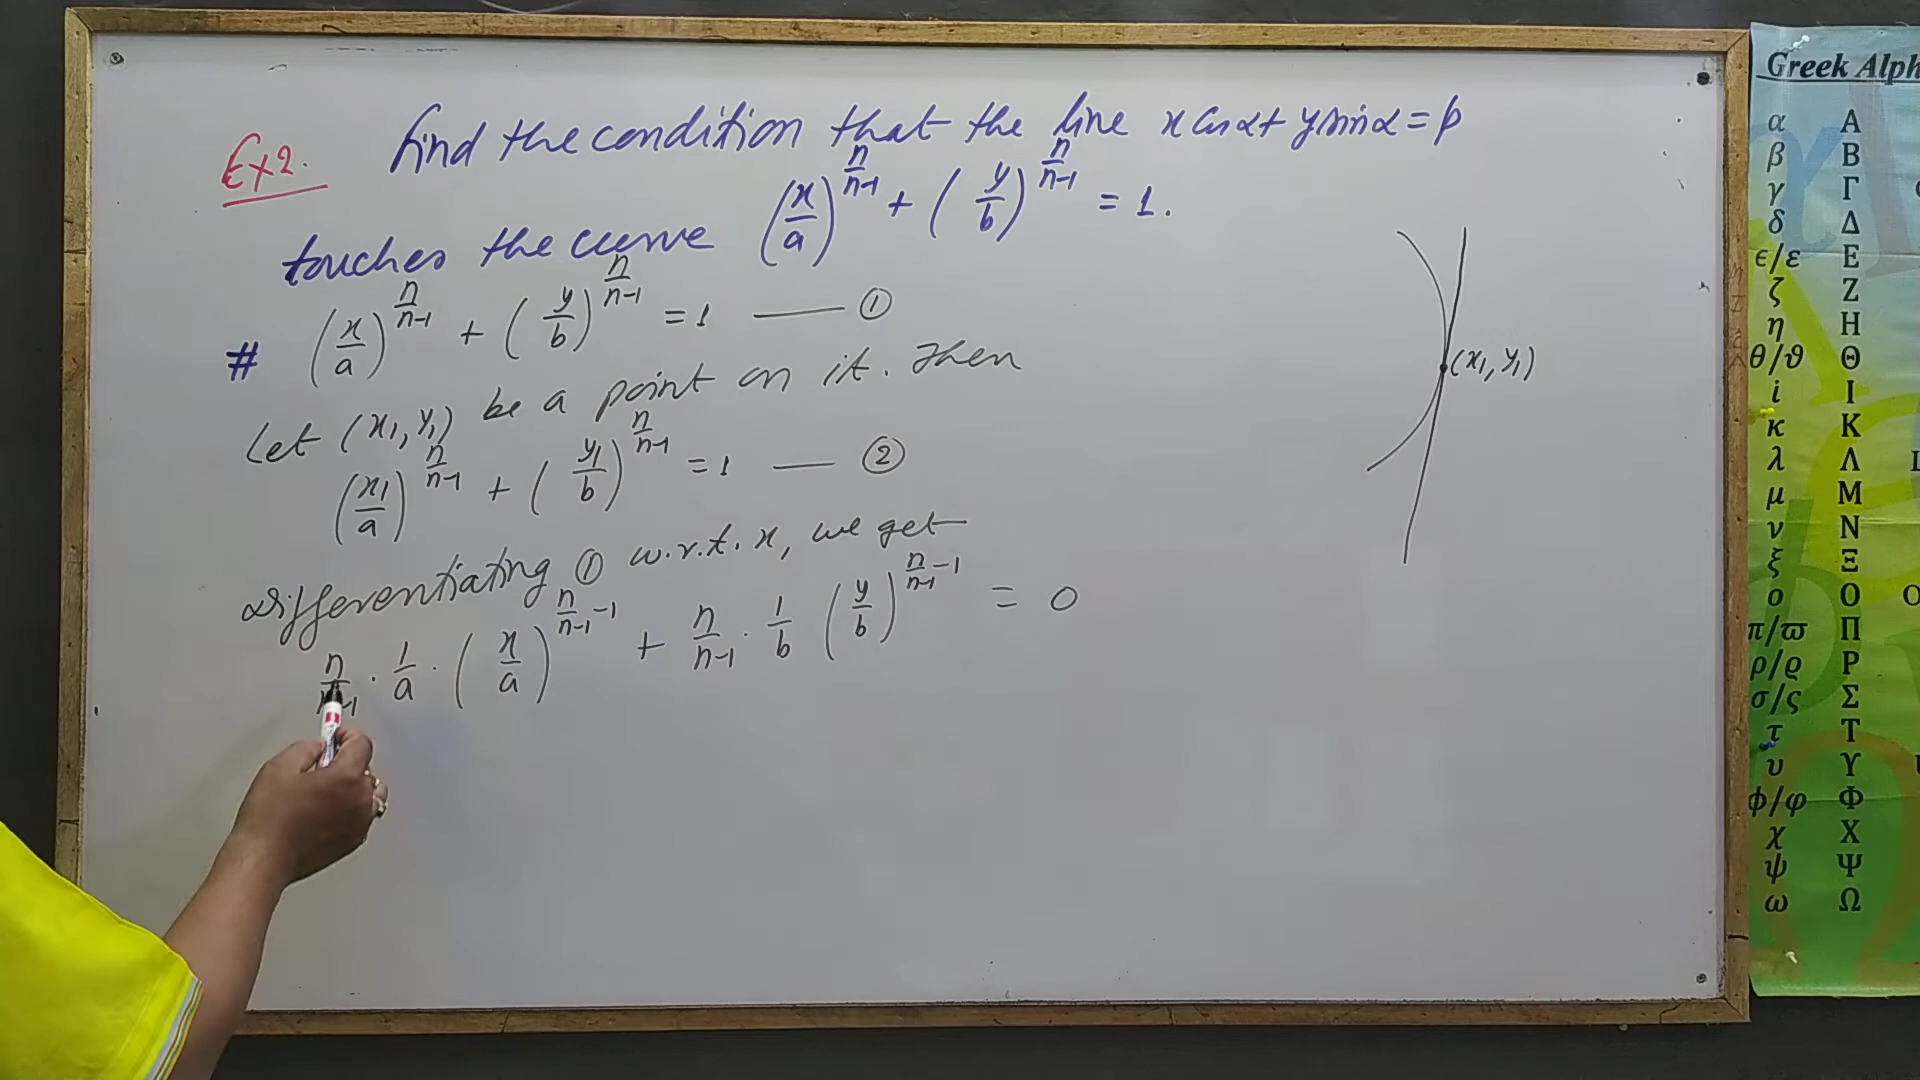 Ex2. Find the condition that the line x cosα + y sinα = p
touches the curve (x/a)^(n/n-1) + (y/b)^(n/n-1) = 1.
# (x/a)^(n/n-1) + (y/b)^(n/n-1) = 1 —— ①
Let (x₁, y₁) be a point on it. Then
(x₁/a)^(n/n-1) + (y₁/b)^(n/n-1) = 1 —— ②
Differentiating ① w.r.t. x, we get
n/n-1 · 1/a · (x/a)^(n/n-1 -1) + n/n-1 · 1/b (y/b)^(n/n-1 -1) = 0
(x₁, y₁)
Greek Alph
α Α
β Β
γ Γ
δ Δ
ϵ/ε Ε
ζ Ζ
η Η
θ/ϑ Θ
i Ι
κ Κ
λ Λ
μ Μ
ν Ν
ξ Ξ
ο Ο
π/ϖ Π
ρ/ϱ Ρ
σ/ς Σ
τ Τ
υ Υ
ϕ/φ Φ
χ Χ
ψ Ψ
ω Ω